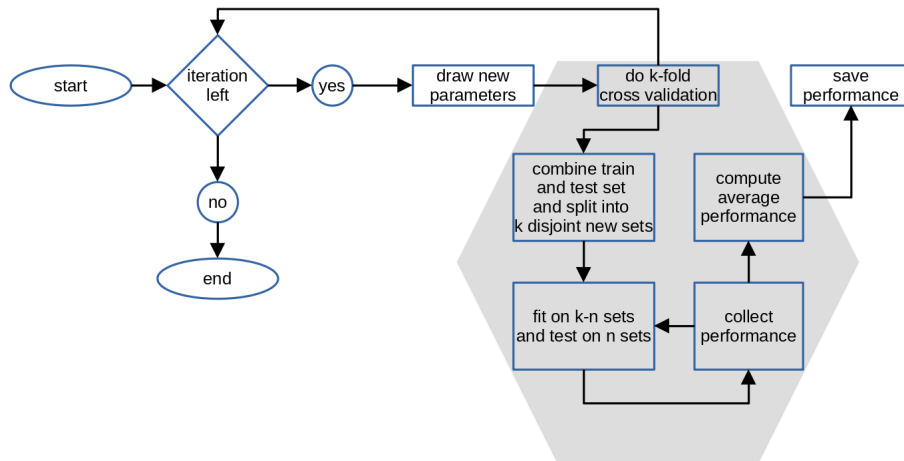 start
iteration
left
yes
draw new
parameters
do k-fold
cross validation
save
performance
combine train
and test set
and split into
k disjoint new sets
compute
average
performance
no
end
fit on k-n sets
and test on n sets
collect
performance